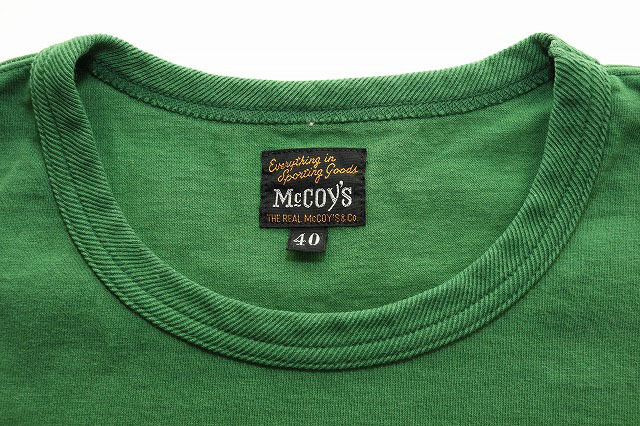 Everything in
Sporting Goods
McCOY'S
THE REAL McCOY'S & Co.
40